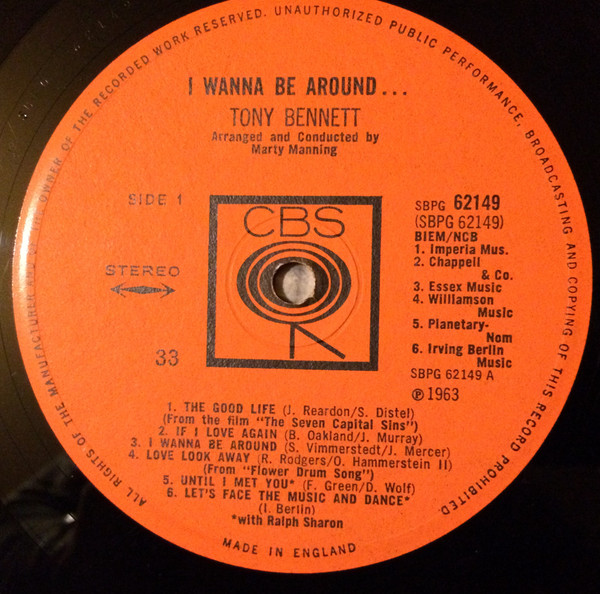 I WANNA BE AROUND...
TONY BENNETT
Arranged and Conducted by
Marty Manning
SIDE 1
STEREO
33
CBS
SBPG 62149
(SBPG 62149)
BIEM/NCB
1. Imperia Mus.
2. Chappell
& Co.
3. Essex Music
4. Williamson
Music
5. Planetary-
Nom
6. Irving Berlin
Music
SBPG 62149 A
℗ 1963
1. THE GOOD LIFE (J. Reardon/S. Distel)
(From the film "The Seven Capital Sins")
2. IF I LOVE AGAIN (B. Oakland/J. Murray)
3. I WANNA BE AROUND (S. Vimmerstedt/J. Mercer)
4. LOVE LOOK AWAY (R. Rodgers/O. Hammerstein II)
(From "Flower Drum Song")
5. UNTIL I MET YOU* (F. Green/D. Wolf)
6. LET'S FACE THE MUSIC AND DANCE*
(I. Berlin)
*with Ralph Sharon
MADE IN ENGLAND
ALL RIGHTS OF THE MANUFACTURER AND OF THE OWNER OF THE RECORDED WORK RESERVED. UNAUTHORIZED PUBLIC PERFORMANCE, BROADCASTING AND COPYING OF THIS RECORD PROHIBITED.